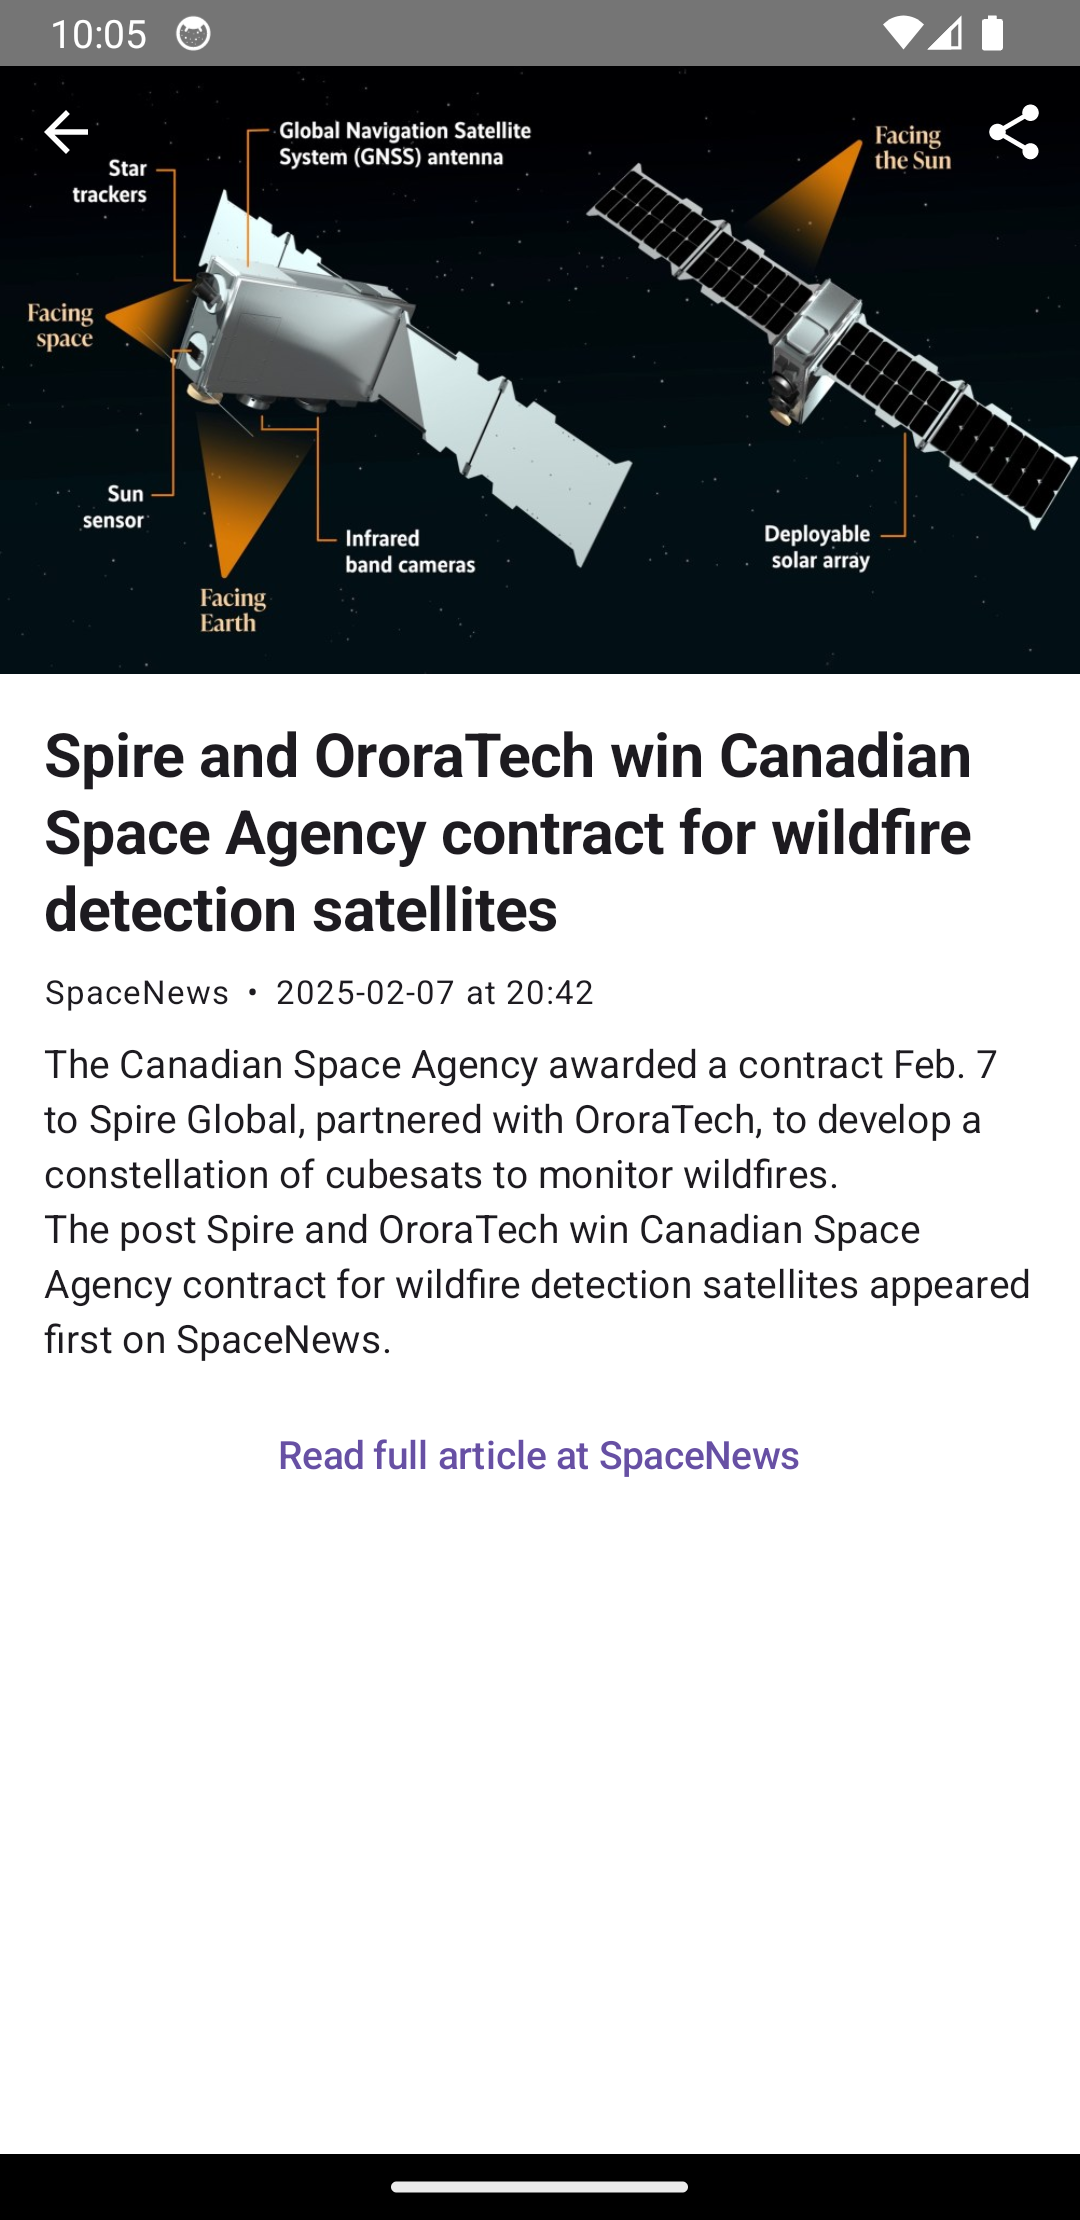 10:05
Global Navigation Satellite
System (GNSS) antenna
Star
trackers
Facing
the Sun
Facing
space
Sun
sensor
Infrared
band cameras
Deployable
solar array
Facing
Earth
Spire and OroraTech win Canadian
Space Agency contract for wildfire
detection satellites
SpaceNews • 2025-02-07 at 20:42
The Canadian Space Agency awarded a contract Feb. 7
to Spire Global, partnered with OroraTech, to develop a
constellation of cubesats to monitor wildfires.
The post Spire and OroraTech win Canadian Space
Agency contract for wildfire detection satellites appeared
first on SpaceNews.
Read full article at SpaceNews